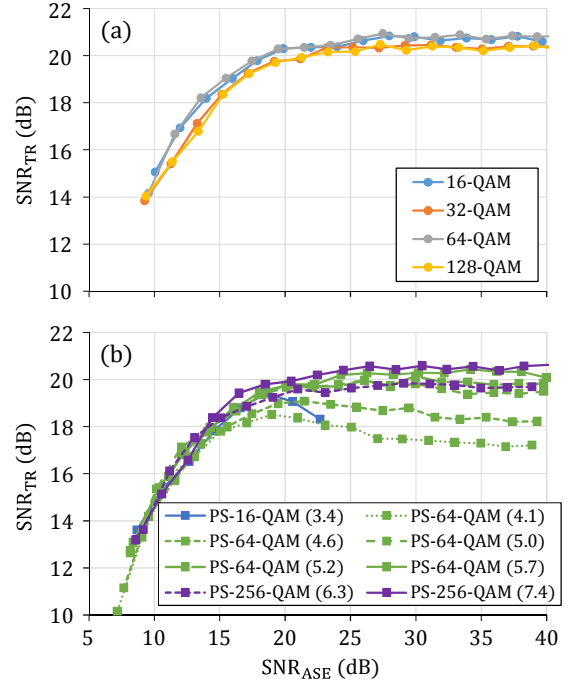 (a)
22
20
18
16
14
12
10
SNR_TR (dB)
16-QAM
32-QAM
64-QAM
128-QAM
(b)
22
20
18
16
14
12
10
SNR_TR (dB)
PS-16-QAM (3.4) PS-64-QAM (4.1)
PS-64-QAM (4.6) PS-64-QAM (5.0)
PS-64-QAM (5.2) PS-64-QAM (5.7)
PS-256-QAM (6.3) PS-256-QAM (7.4)
5 10 15 20 25 30 35 40
SNR_ASE (dB)